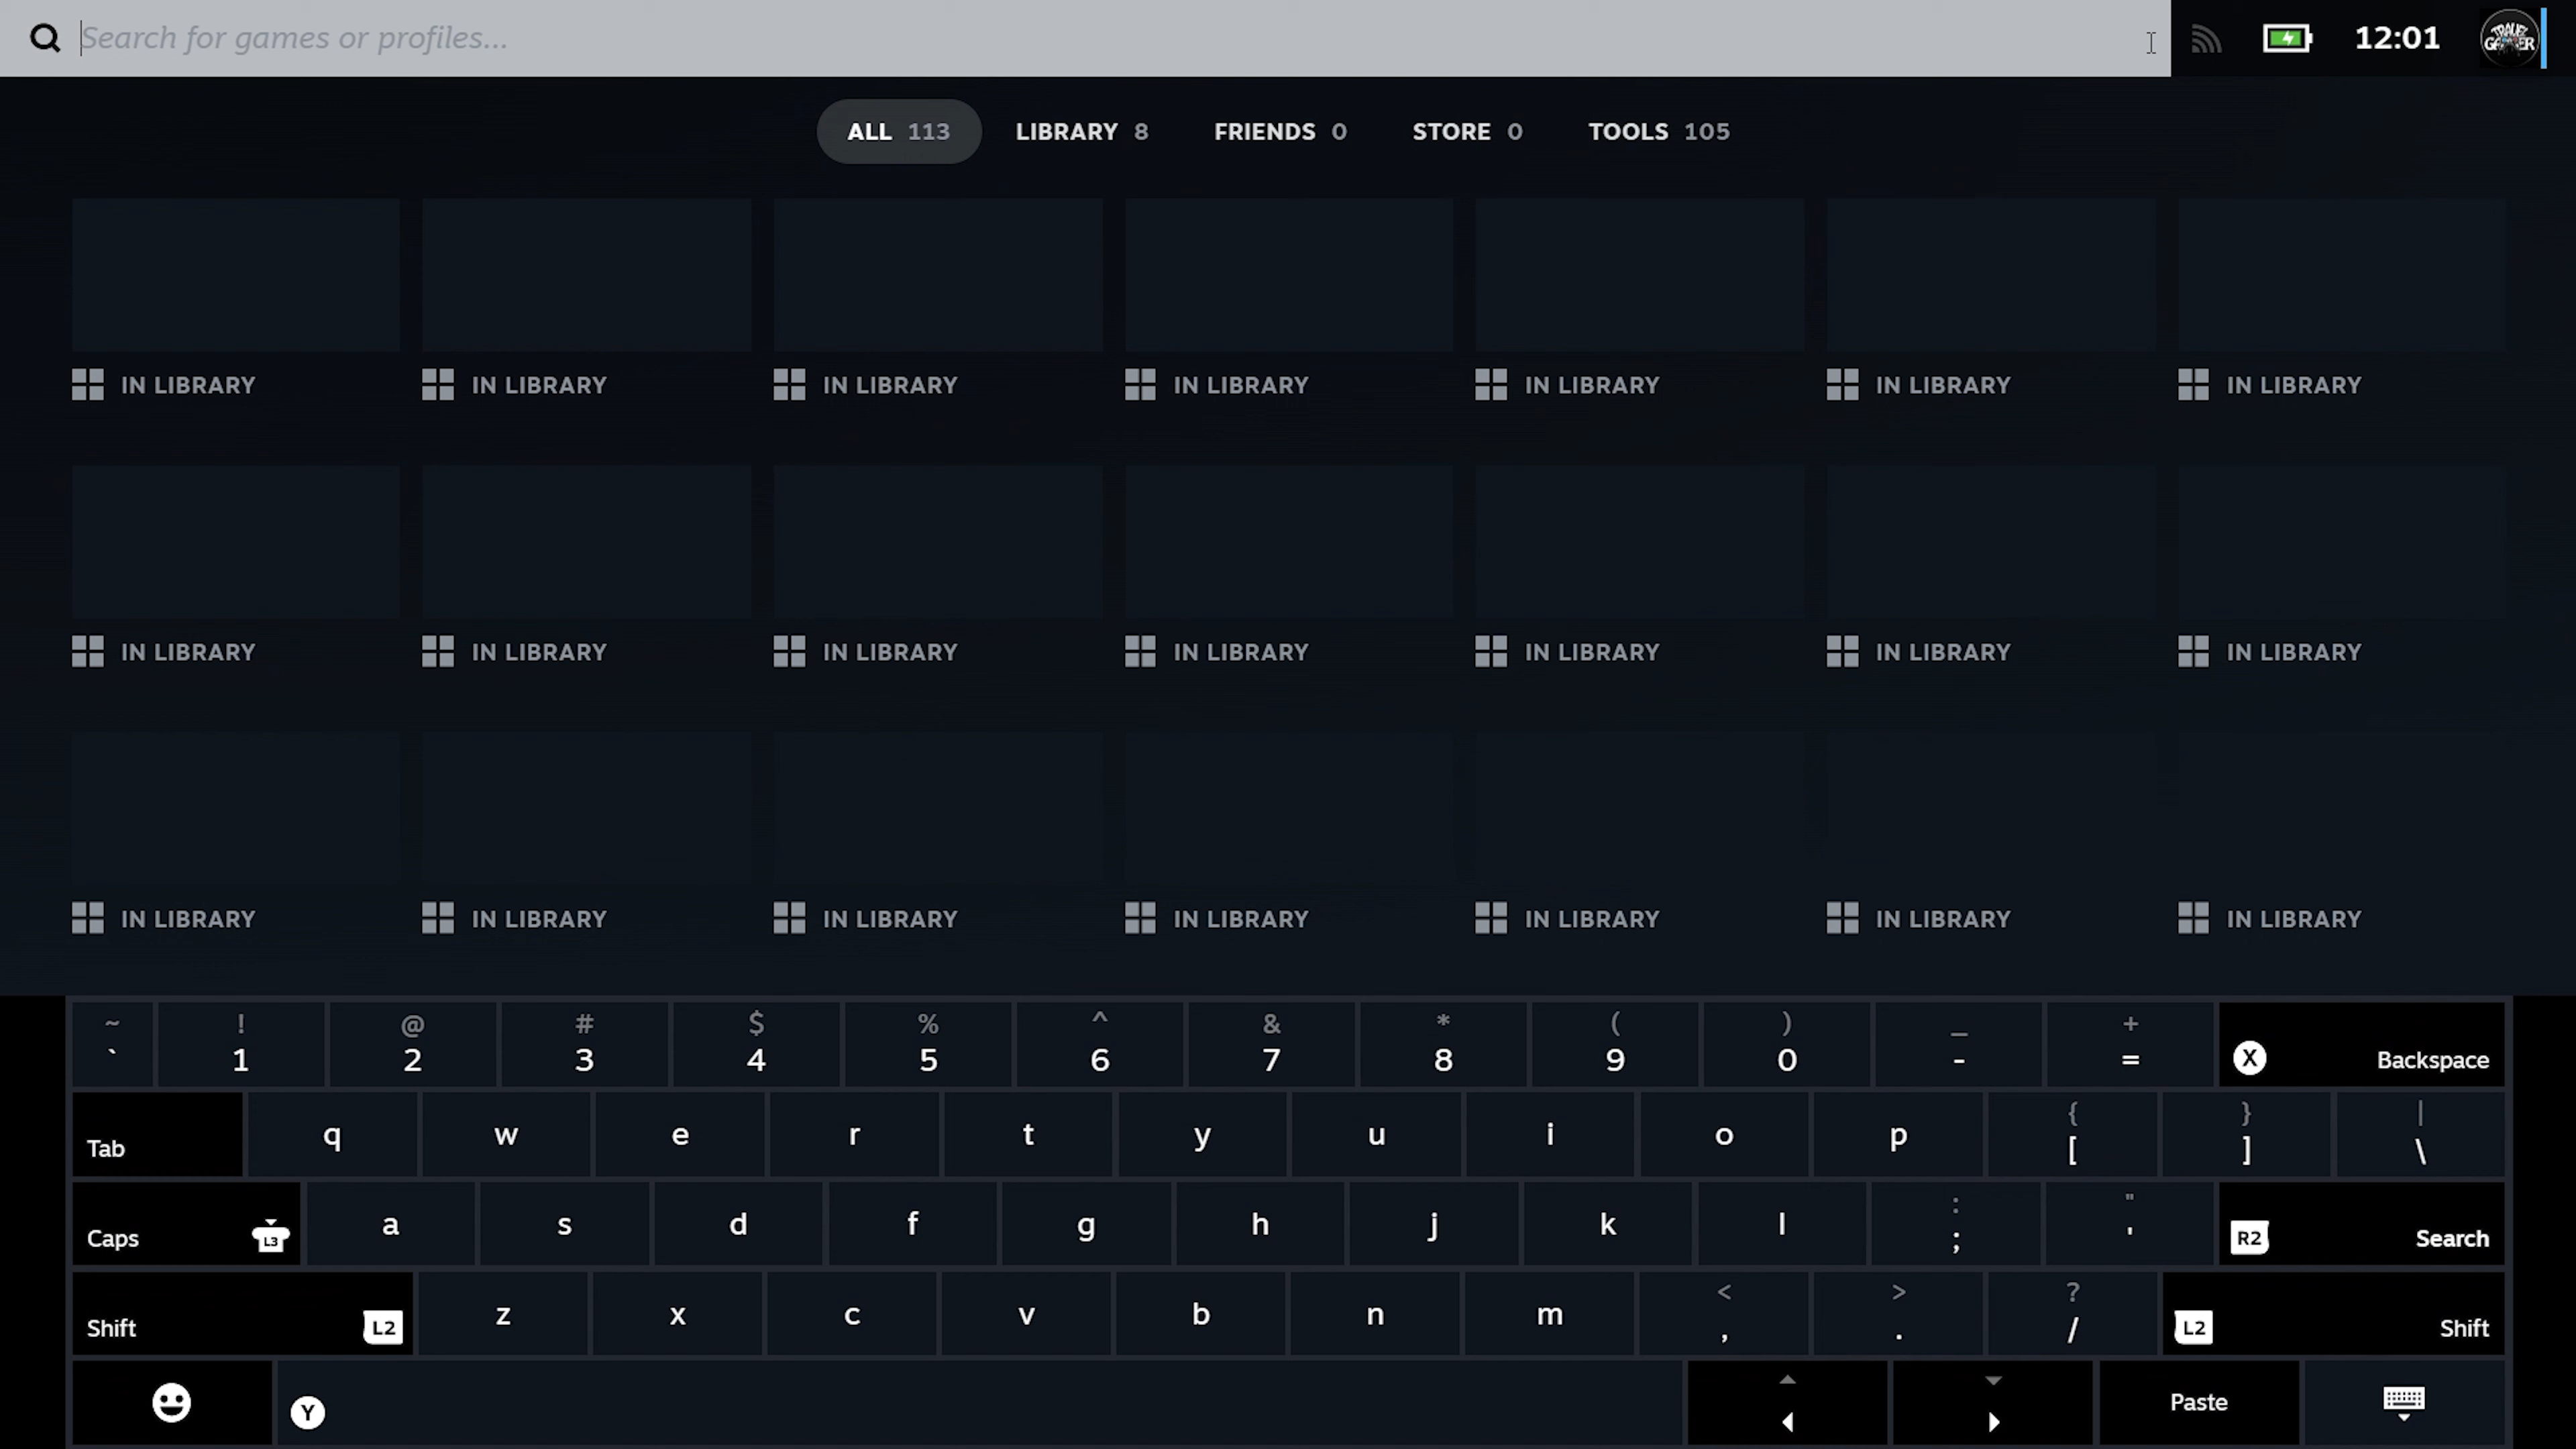 Search for games or profiles...
12:01
TRAVEL GAMER
ALL 113 LIBRARY 8 FRIENDS 0 STORE 0 TOOLS 105
IN LIBRARY IN LIBRARY IN LIBRARY IN LIBRARY IN LIBRARY IN LIBRARY IN LIBRARY
IN LIBRARY IN LIBRARY IN LIBRARY IN LIBRARY IN LIBRARY IN LIBRARY IN LIBRARY
IN LIBRARY IN LIBRARY IN LIBRARY IN LIBRARY IN LIBRARY IN LIBRARY IN LIBRARY
~ ! @ # $ % ^ & * ( ) _ +
` 1 2 3 4 5 6 7 8 9 0 - = X Backspace
{ } |
Tab q w e r t y u i o p [ ] \
: "
Caps L3 a s d f g h j k l ; ' R2 Search
< > ?
Shift L2 z x c v b n m , . / L2 Shift
Y Paste